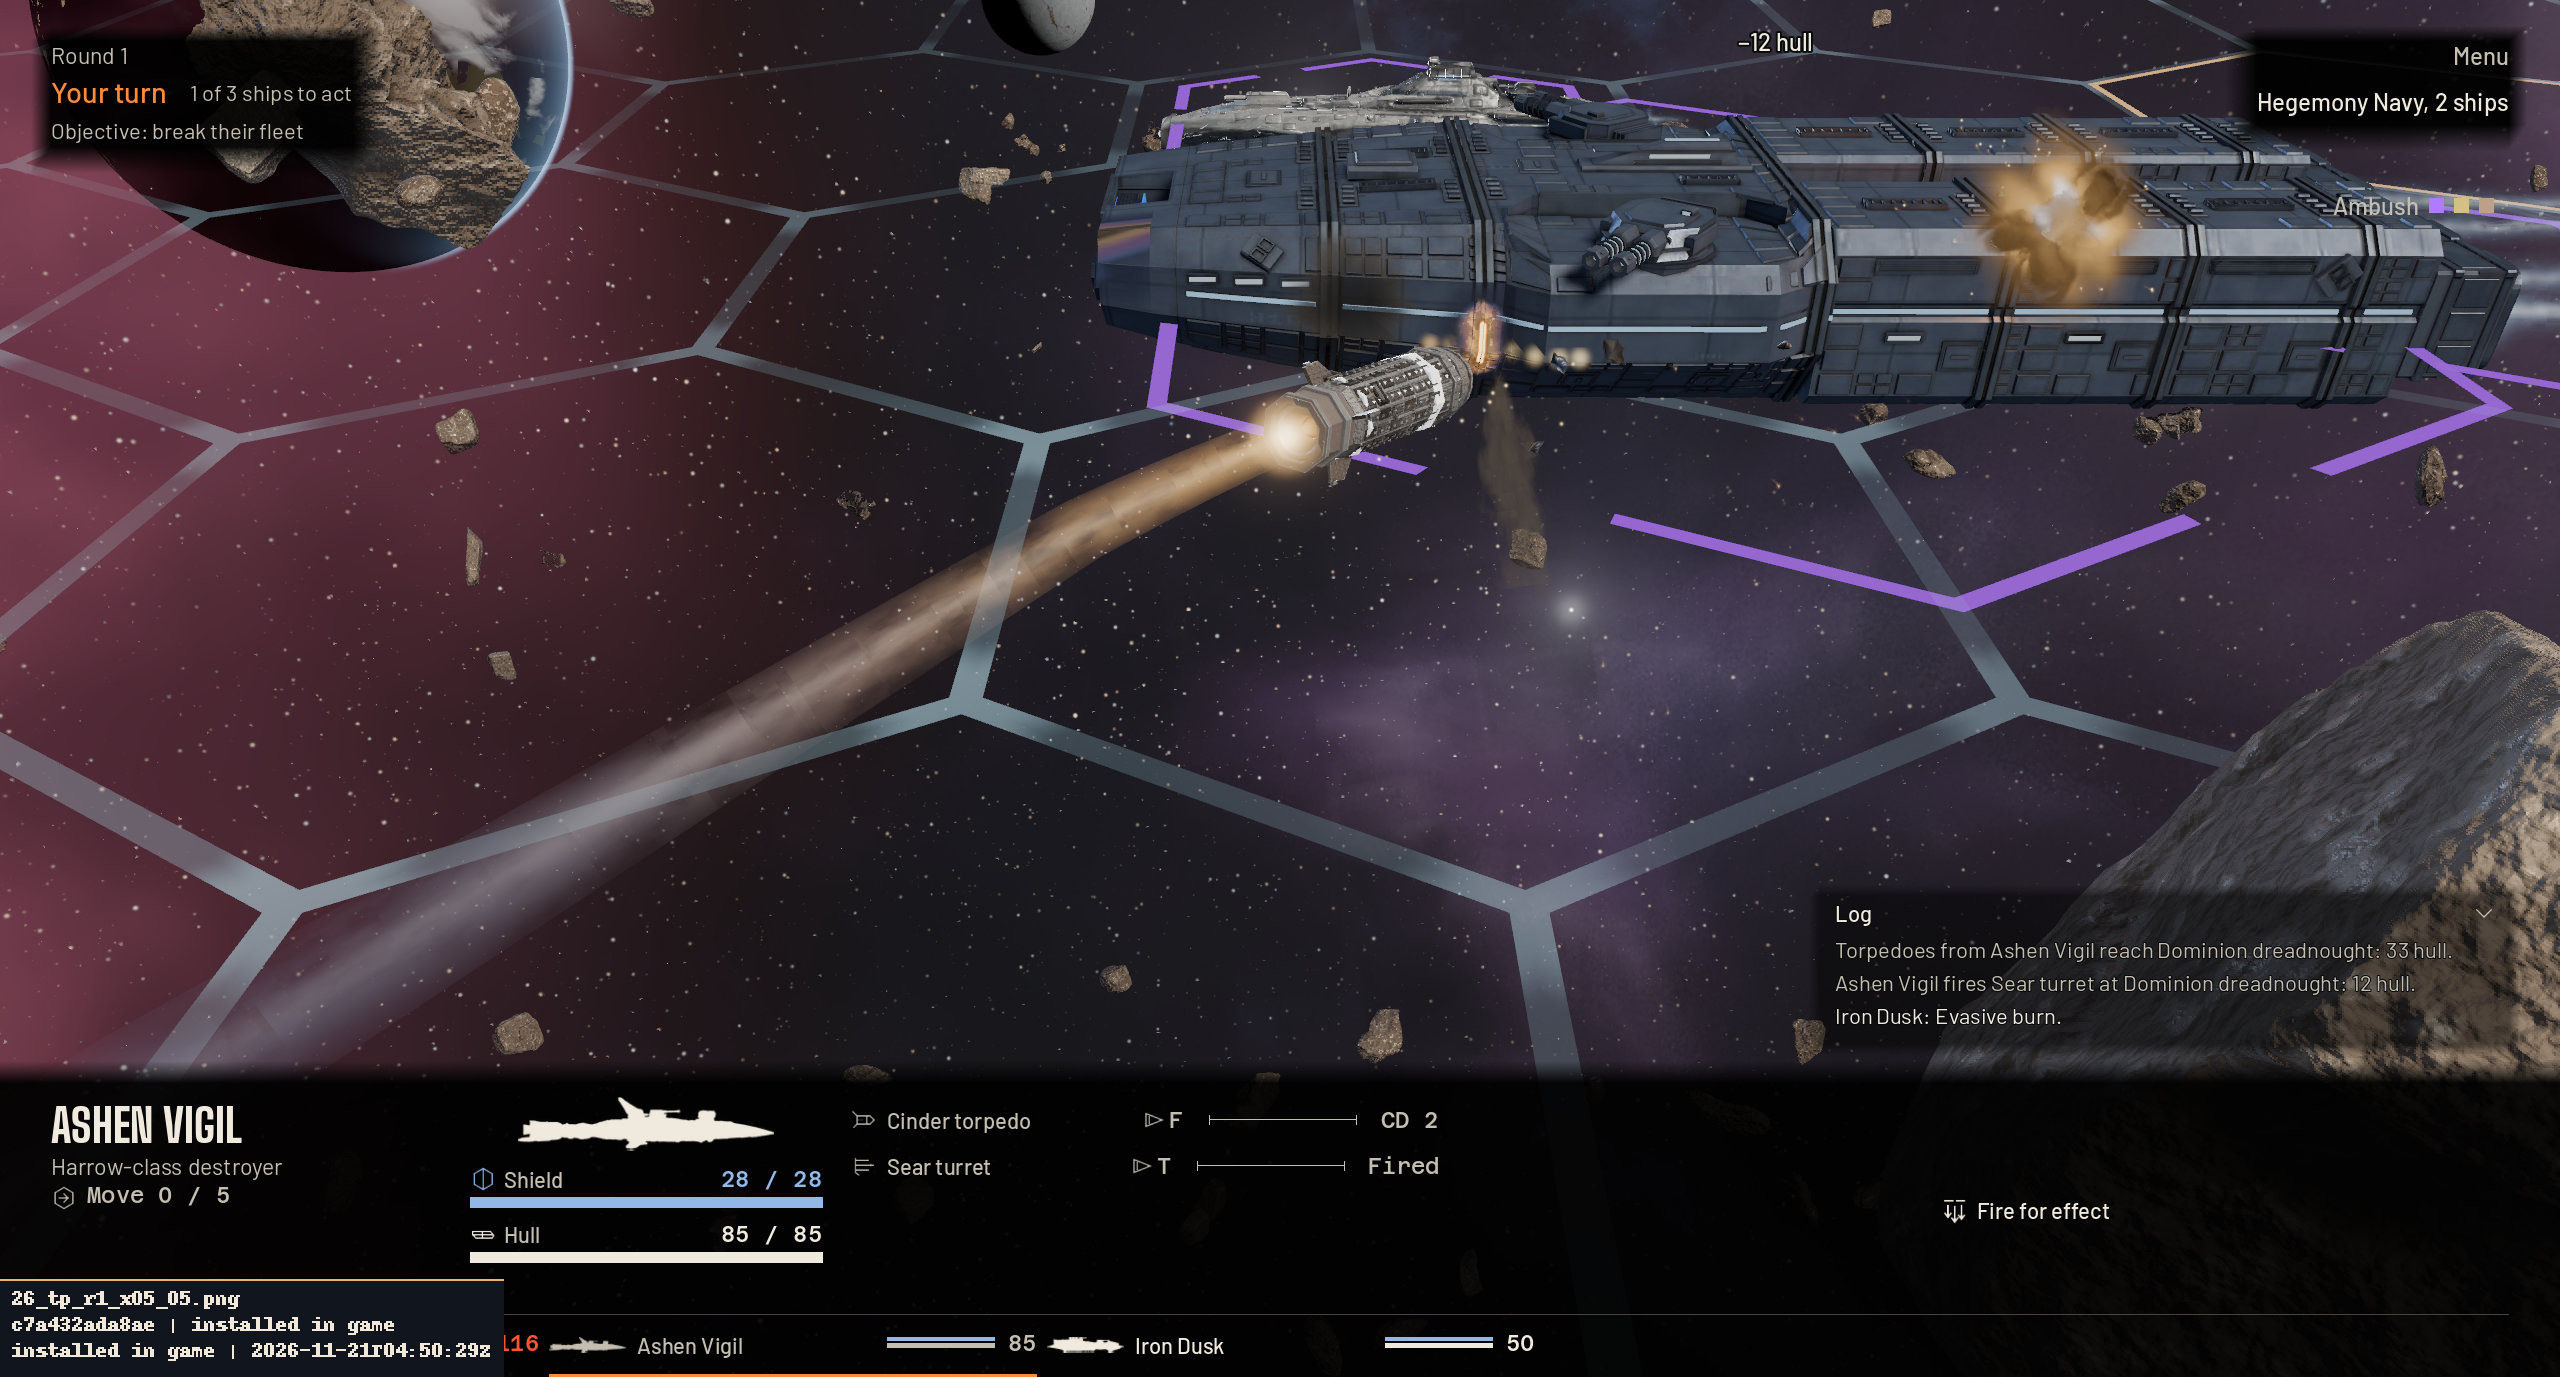 Round 1
Your turn 1 of 3 ships to act
Objective: break their fleet
−12 hull
Menu
Hegemony Navy, 2 ships
Ambush
Log
Torpedoes from Ashen Vigil reach Dominion dreadnought: 33 hull.
Ashen Vigil fires Sear turret at Dominion dreadnought: 12 hull.
Iron Dusk: Evasive burn.
ASHEN VIGIL
Harrow-class destroyer
Move 0 / 5
Shield 28 / 28
Hull 85 / 85
Cinder torpedo F CD 2
Sear turret T Fired
Fire for effect
26_tp_r1_x05_05.png
c7a432ada8ae | installed in game
installed in game | 2026-11-21r04:50:29z
116 Ashen Vigil 85 Iron Dusk 50